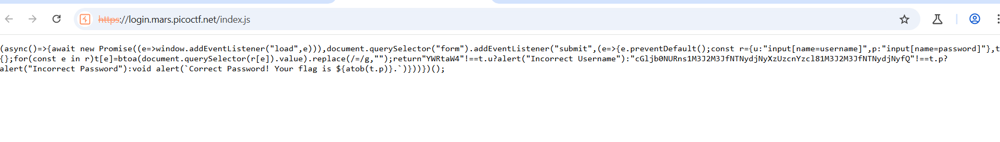 https://login.mars.picoctf.net/index.js
(async()=>{await new Promise((e=>window.addEventListener("load",e))),document.querySelector("form").addEventListener("submit",(e=>{e.preventDefault();const r={u:"input[name=username]",p:"input[name=password]"},t
{};for(const e in r)t[e]=btoa(document.querySelector(r[e]).value).replace(/=/g,"");return"YWRtaW4"!==t.u?alert("Incorrect Username"):"cGljb0NURns1M3J2M3JfNTNydjNyXzUzcnYzcl81M3J2M3JfNTNydjNyfQ"!==t.p?
alert("Incorrect Password"):void alert(`Correct Password! Your flag is ${atob(t.p)}.`)}))})();